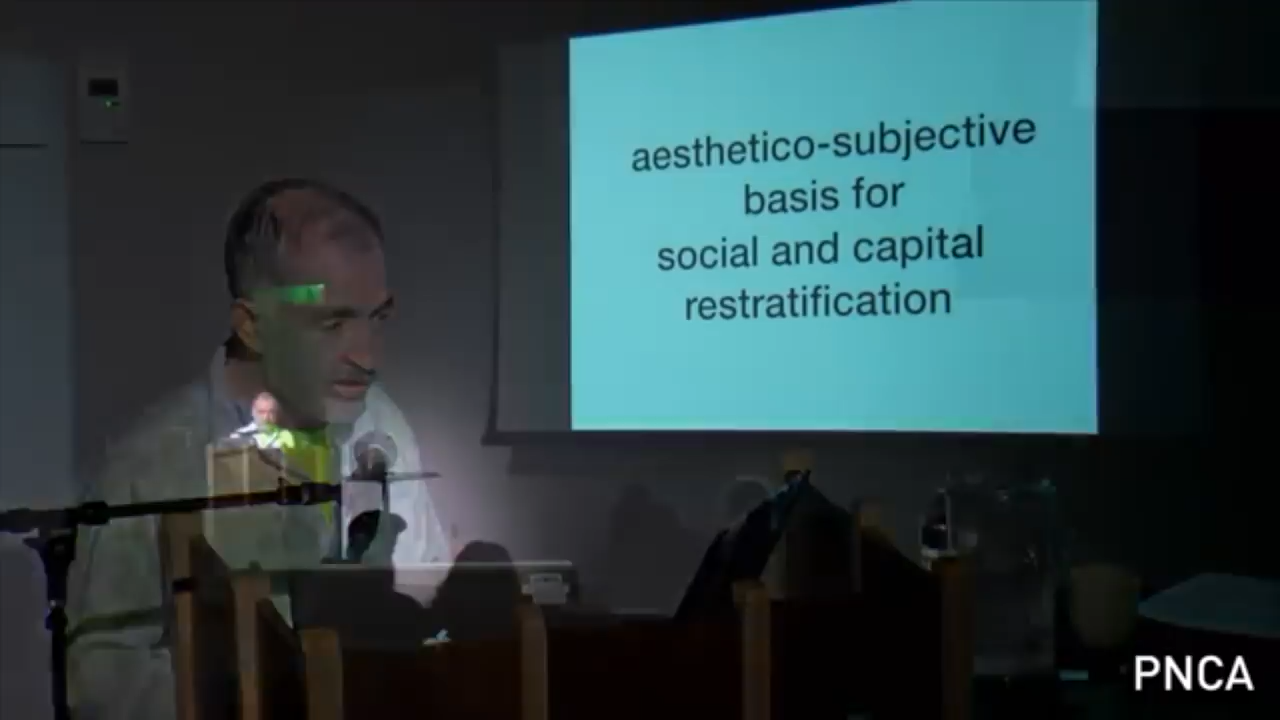 aesthetico-subjective
basis for
social and capital
restratification
PNCA